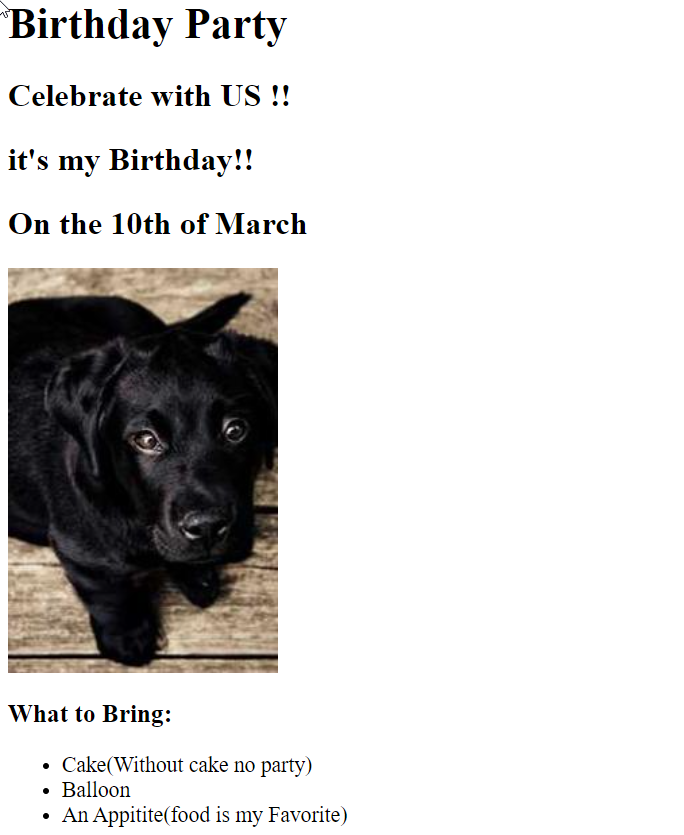 Birthday Party
Celebrate with US !!
it's my Birthday!!
On the 10th of March
What to Bring:
Cake(Without cake no party)
Balloon
An Appitite(food is my Favorite)